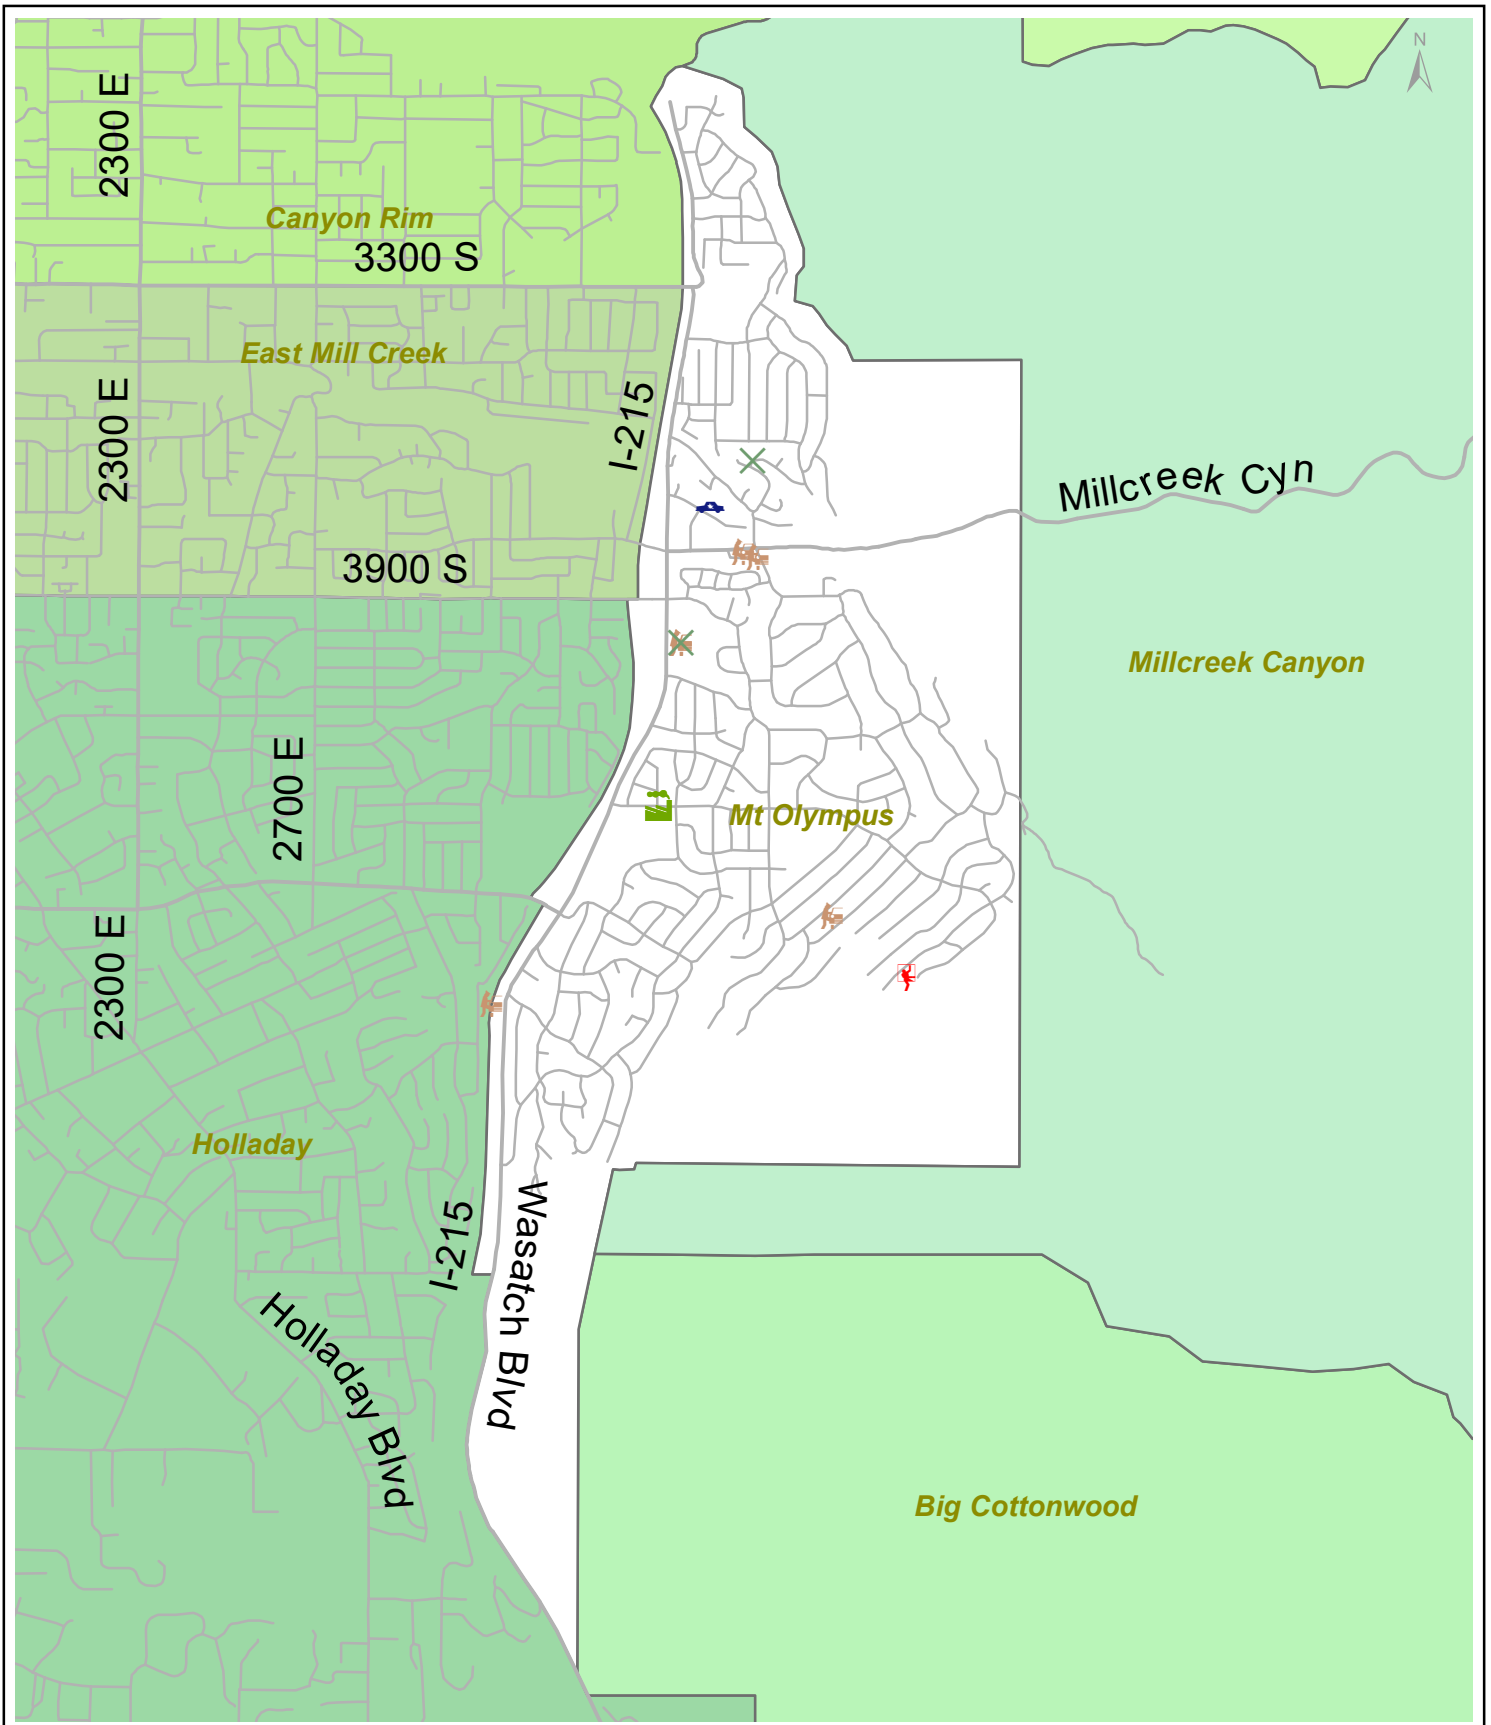 N
2300 E
Canyon Rim
3300 S
East Mill Creek
2300 E
I-215
Millcreek Cyn
3900 S
Millcreek Canyon
2700 E
Mt Olympus
2300 E
Holladay
I-215
Wasatch Blvd
Holladay Blvd
Big Cottonwood